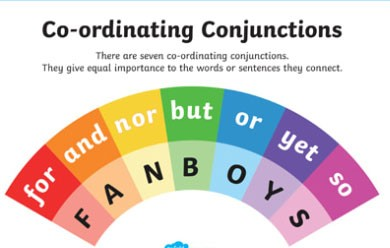 Co-ordinating Conjunctions
There are seven co-ordinating conjunctions.
They give equal importance to the words or sentences they connect.
for and nor but or yet so
F A N B O Y S